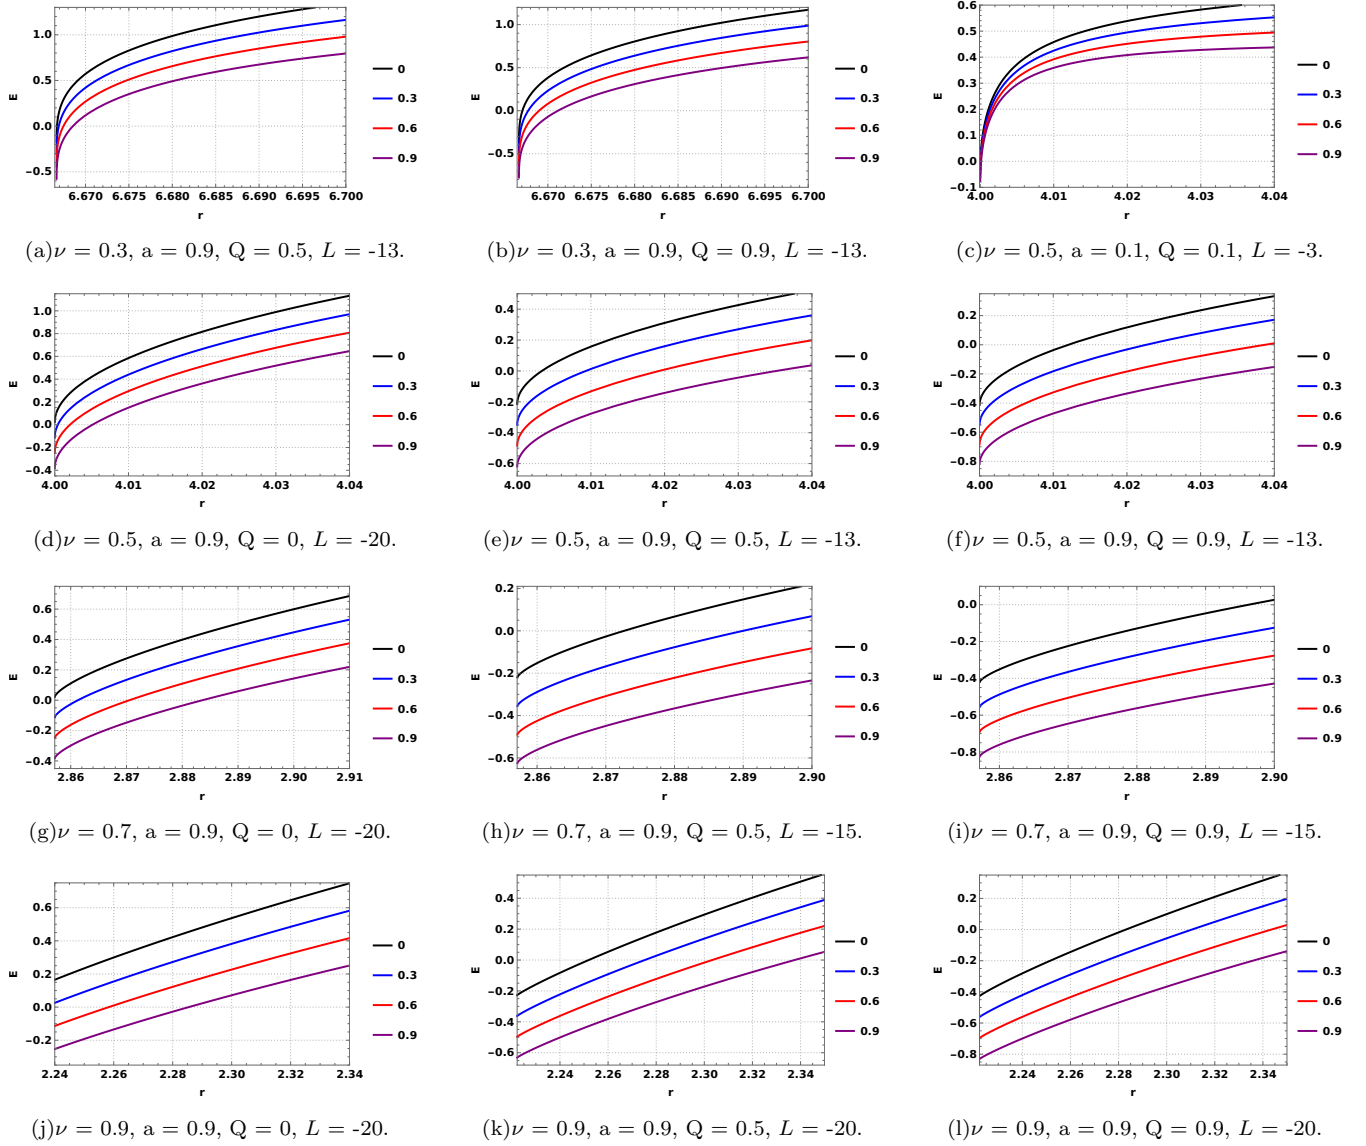 1.0
0.5
0.0
−0.5
E
6.670 6.675 6.680 6.685 6.690 6.695 6.700
r
0
0.3
0.6
0.9
(a)ν = 0.3, a = 0.9, Q = 0.5, L = -13.
1.0
0.5
0.0
−0.5
E
6.670 6.675 6.680 6.685 6.690 6.695 6.700
r
0
0.3
0.6
0.9
(b)ν = 0.3, a = 0.9, Q = 0.9, L = -13.
0.6
0.5
0.4
0.3
0.2
0.1
0.0
−0.1
E
4.00 4.01 4.02 4.03 4.04
r
0
0.3
0.6
0.9
(c)ν = 0.5, a = 0.1, Q = 0.1, L = -3.
1.0
0.8
0.6
0.4
0.2
0.0
−0.2
−0.4
E
4.00 4.01 4.02 4.03 4.04
r
0
0.3
0.6
0.9
(d)ν = 0.5, a = 0.9, Q = 0, L = -20.
0.4
0.2
0.0
−0.2
−0.4
−0.6
E
4.00 4.01 4.02 4.03 4.04
r
0
0.3
0.6
0.9
(e)ν = 0.5, a = 0.9, Q = 0.5, L = -13.
0.2
0.0
−0.2
−0.4
−0.6
−0.8
E
4.00 4.01 4.02 4.03 4.04
r
0
0.3
0.6
0.9
(f)ν = 0.5, a = 0.9, Q = 0.9, L = -13.
0.6
0.4
0.2
0.0
−0.2
−0.4
E
2.86 2.87 2.88 2.89 2.90 2.91
r
0
0.3
0.6
0.9
(g)ν = 0.7, a = 0.9, Q = 0, L = -20.
0.2
0.0
−0.2
−0.4
−0.6
E
2.86 2.87 2.88 2.89 2.90
r
0
0.3
0.6
0.9
(h)ν = 0.7, a = 0.9, Q = 0.5, L = -15.
0.0
−0.2
−0.4
−0.6
−0.8
E
2.86 2.87 2.88 2.89 2.90
r
0
0.3
0.6
0.9
(i)ν = 0.7, a = 0.9, Q = 0.9, L = -15.
0.6
0.4
0.2
0.0
−0.2
E
2.24 2.26 2.28 2.30 2.32 2.34
r
0
0.3
0.6
0.9
(j)ν = 0.9, a = 0.9, Q = 0, L = -20.
0.4
0.2
0.0
−0.2
−0.4
−0.6
E
2.24 2.26 2.28 2.30 2.32 2.34
r
0
0.3
0.6
0.9
(k)ν = 0.9, a = 0.9, Q = 0.5, L = -20.
0.2
0.0
−0.2
−0.4
−0.6
−0.8
E
2.24 2.26 2.28 2.30 2.32 2.34
r
0
0.3
0.6
0.9
(l)ν = 0.9, a = 0.9, Q = 0.9, L = -20.